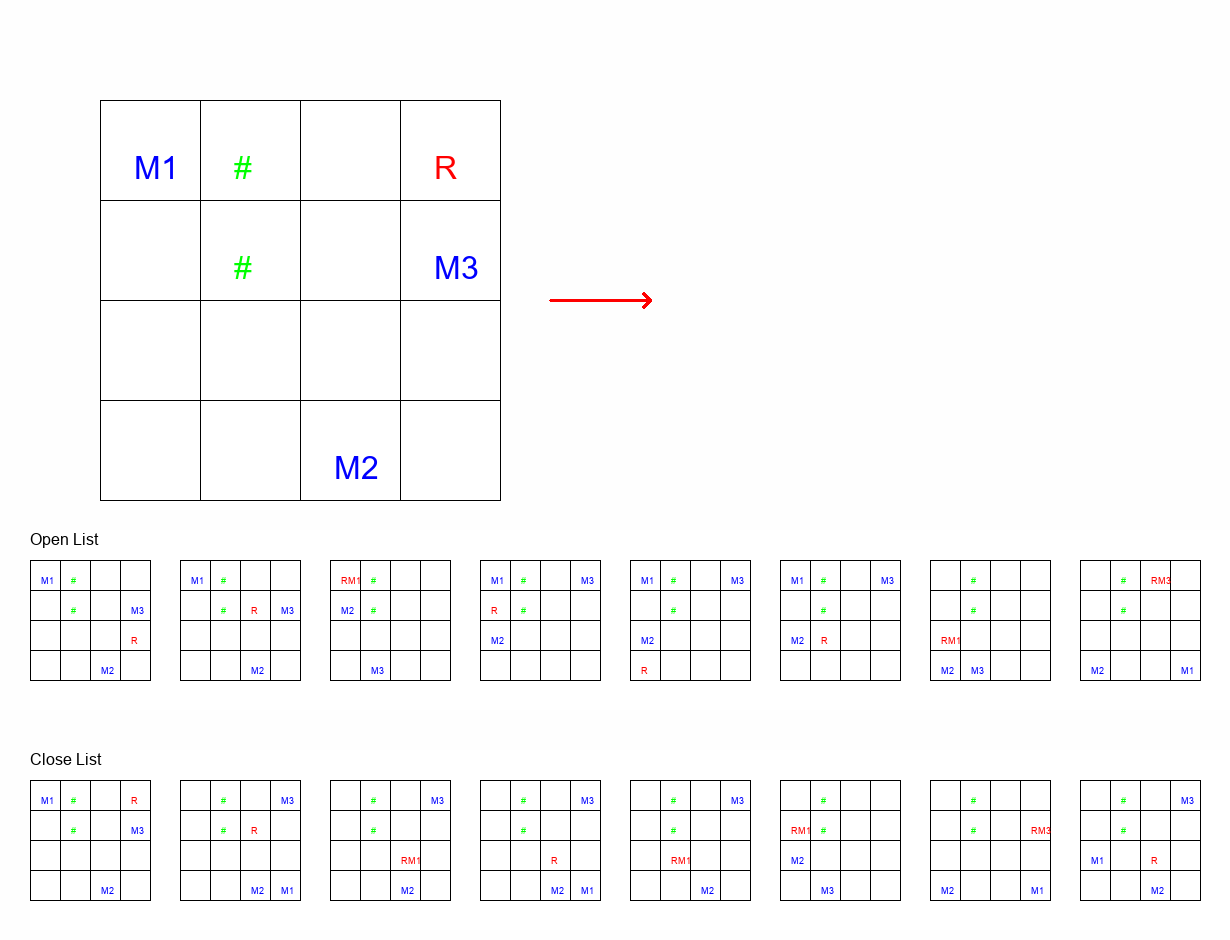 M1 # R
# M3
M2
Open List
M1 # M1 # RM1 # M1 # M3 M1 # M3 M1 # M3 # # RM3
# M3 # R M3 M2 # R # # # # #
R M2 M2 M2 R RM1
M2 M2 M3 R M2 M3 M2 M1
Close List
M1 # R # M3 # M3 # M3 # M3 # # # M3
# M3 # R # # # RM1 # # RM3 #
RM1 R RM1 M2 M1 R
M2 M2 M1 M2 M2 M1 M2 M3 M2 M1 M2